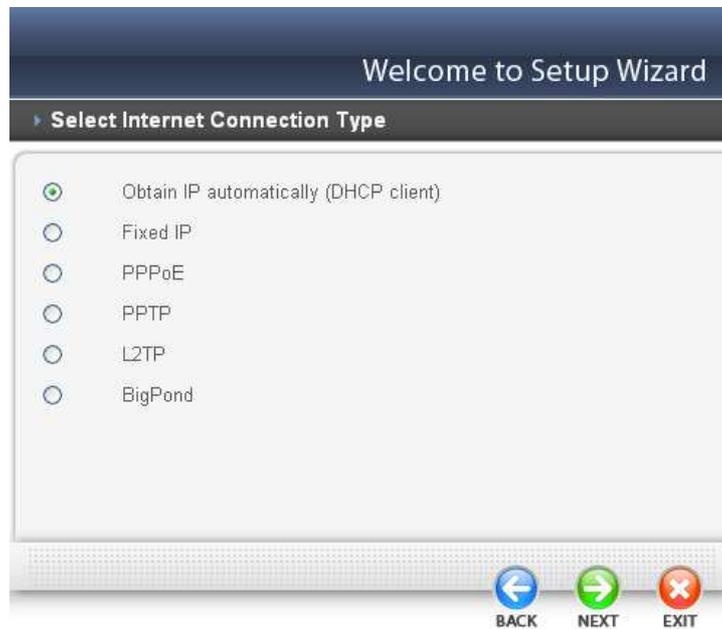 Welcome to Setup Wizard
Select Internet Connection Type
Obtain IP automatically (DHCP client)
Fixed IP
PPPoE
PPTP
L2TP
BigPond
BACK NEXT EXIT